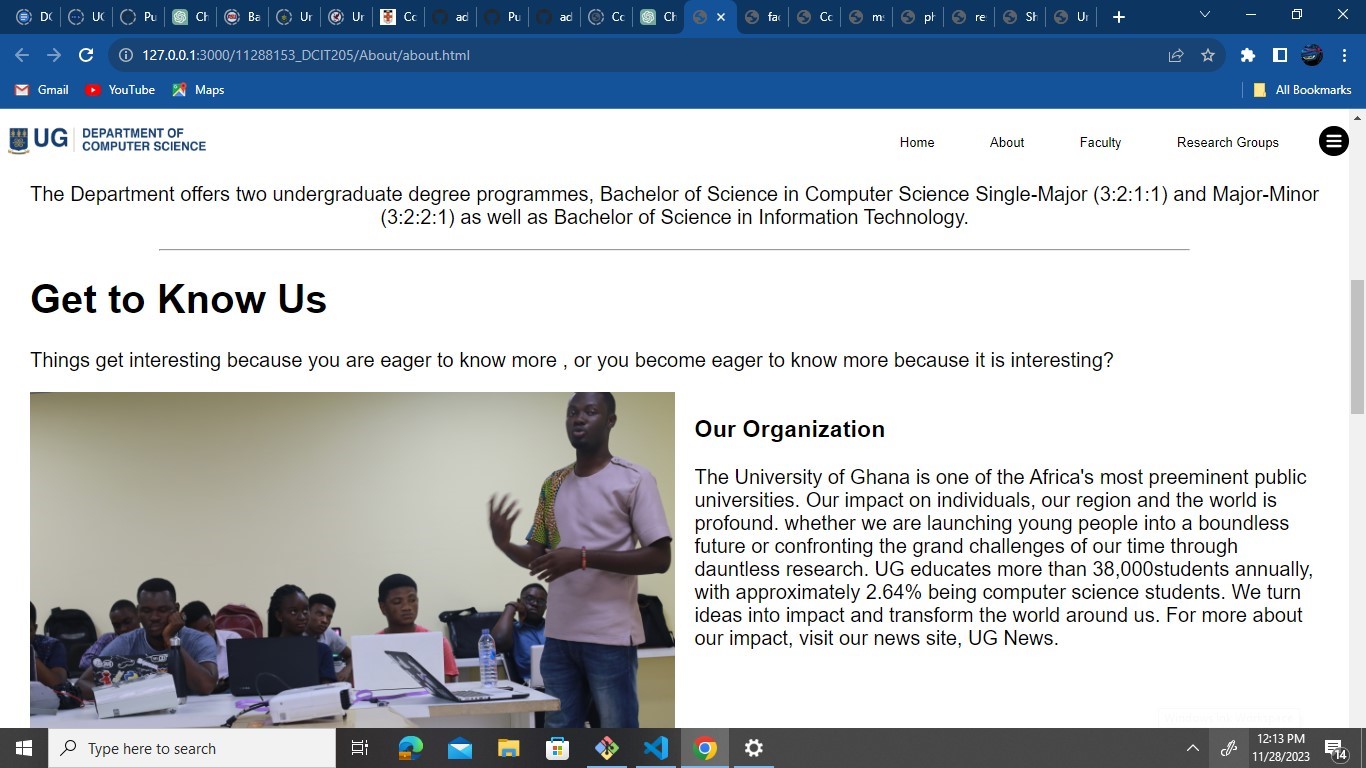 DC
UC
Pu
Ch
Ba
Ur
Ur
Cc
ad
Pu
ad
Cc
Ch
fac
Cc
ms
ph
re
Sh
Ur
127.0.0.1:3000/11288153_DCIT205/About/about.html
Gmail
YouTube
Maps
All Bookmarks
UG
DEPARTMENT OF
COMPUTER SCIENCE
Home
About
Faculty
Research Groups
The Department offers two undergraduate degree programmes, Bachelor of Science in Computer Science Single-Major (3:2:1:1) and Major-Minor
(3:2:2:1) as well as Bachelor of Science in Information Technology.
Get to Know Us
Things get interesting because you are eager to know more , or you become eager to know more because it is interesting?
Our Organization
The University of Ghana is one of the Africa's most preeminent public
universities. Our impact on individuals, our region and the world is
profound. whether we are launching young people into a boundless
future or confronting the grand challenges of our time through
dauntless research. UG educates more than 38,000students annually,
with approximately 2.64% being computer science students. We turn
ideas into impact and transform the world around us. For more about
our impact, visit our news site, UG News.
Type here to search
12:13 PM
11/28/2023
14